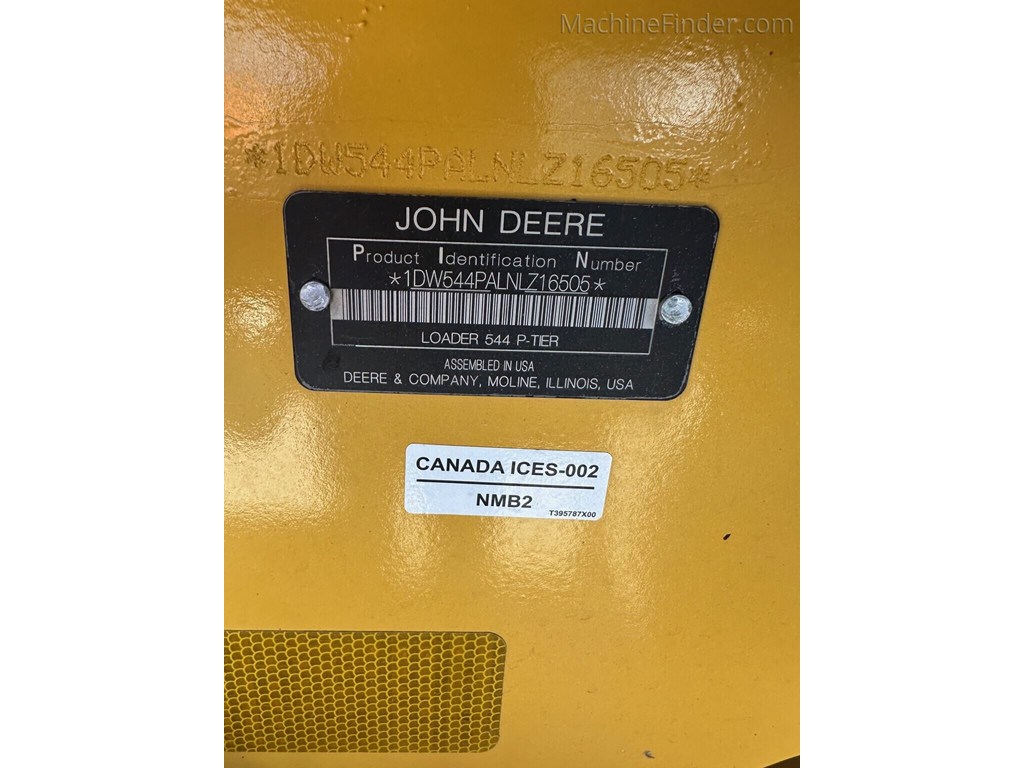 MachineFinder.com
*1DW544PALNLZ16505*
JOHN DEERE
Product Identification Number
*1DW544PALNLZ16505*
LOADER 544 P-TIER
ASSEMBLED IN USA
DEERE & COMPANY, MOLINE, ILLINOIS, USA
CANADA ICES-002
NMB2
T395787X00